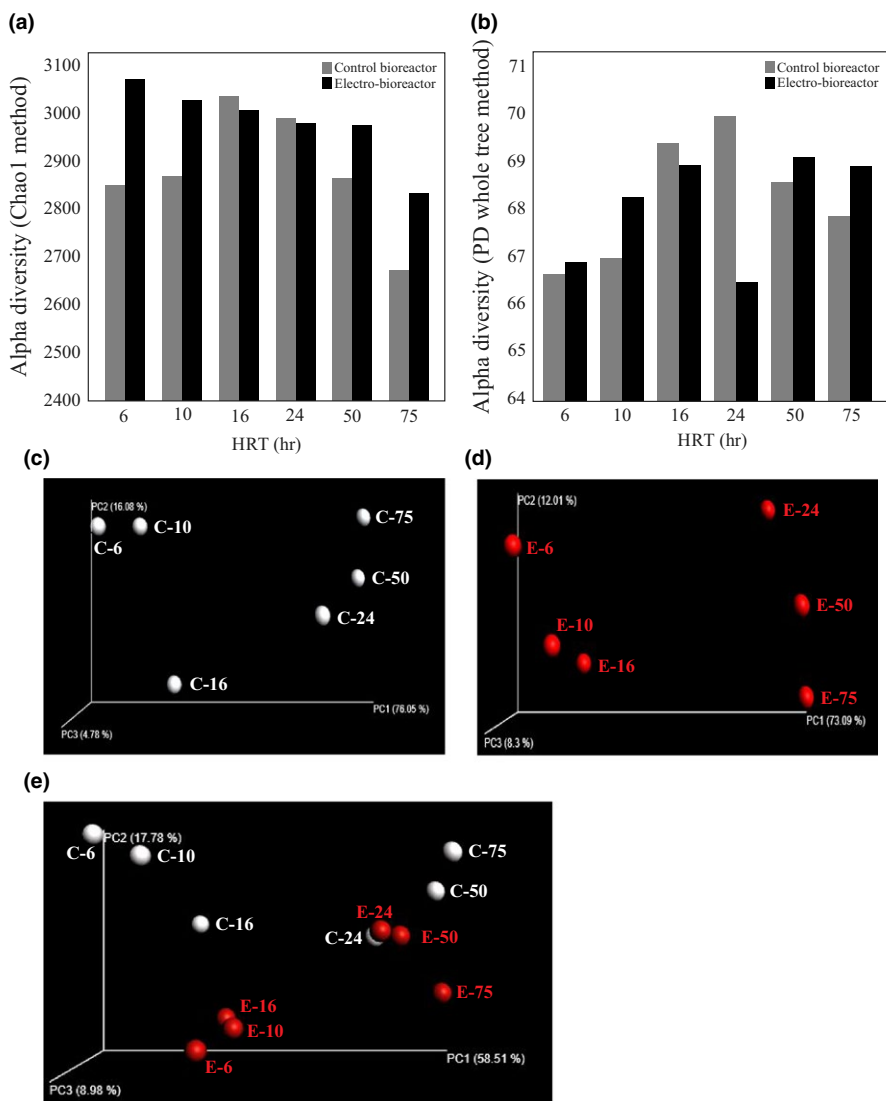 (a)
Alpha diversity (Chao1 method)
3100
3000
2900
2800
2700
2600
2500
2400
Control bioreactor
Electro-bioreactor
6 10 16 24 50 75
HRT (hr)
(b)
Alpha diversity (PD whole tree method)
71
70
69
68
67
66
65
64
Control bioreactor
Electro-bioreactor
6 10 16 24 50 75
HRT (hr)
(c)
PC2 (16.08 %)
C-6
C-10
C-75
C-50
C-24
C-16
PC1 (76.05 %)
PC3 (4.78 %)
(d)
PC2 (12.01 %)
E-24
E-6
E-50
E-10
E-16
E-75
PC1 (73.09 %)
PC3 (8.3 %)
(e)
PC2 (17.78 %)
C-6
C-10
C-75
C-50
C-16
E-24
C-24
E-50
E-75
E-16
E-10
E-6
PC1 (58.51 %)
PC3 (8.98 %)